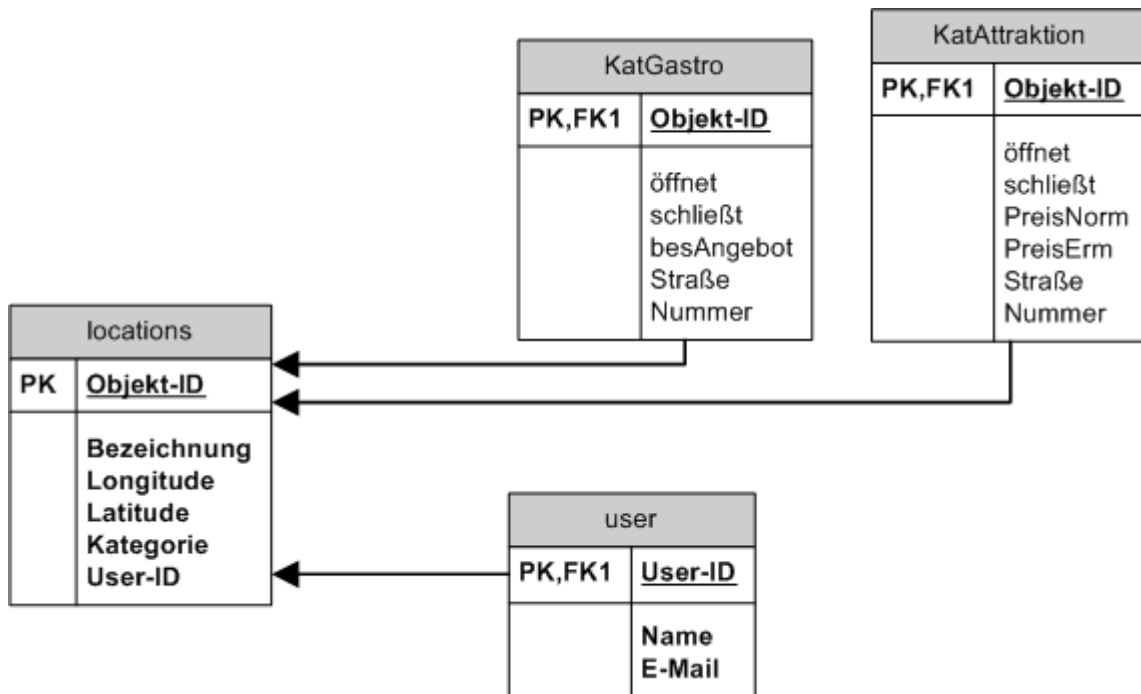 KatGastro
PK,FK1 Objekt-ID
öffnet
schließt
besAngebot
Straße
Nummer
KatAttraktion
PK,FK1 Objekt-ID
öffnet
schließt
PreisNorm
PreisErm
Straße
Nummer
locations
PK Objekt-ID
Bezeichnung
Longitude
Latitude
Kategorie
User-ID
user
PK,FK1 User-ID
Name
E-Mail